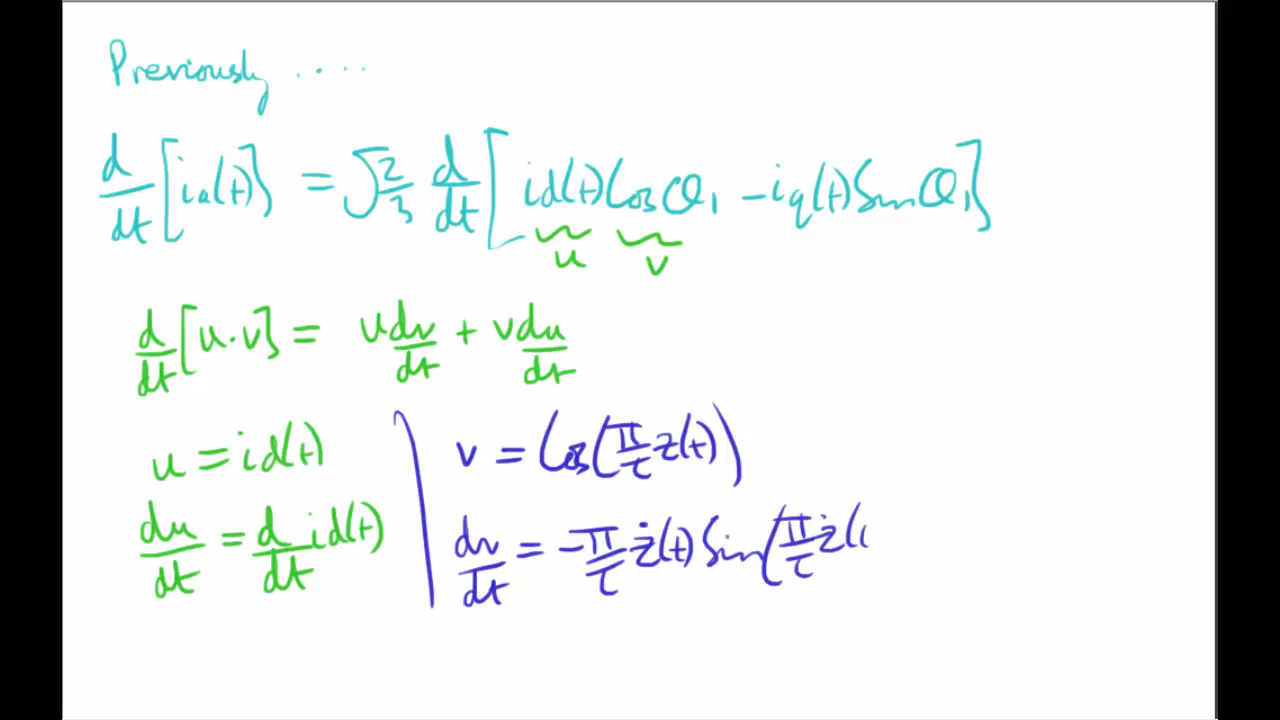 Previously ....
d/dt [ia(t)] = √2/3 d/dt [id(t) Cos θ1 - iq(t) Sin θ1]
u v
d/dt [u·v] = u dv/dt + v du/dt
u = id(t)
v = Cos(π/τ z(t))
du/dt = d/dt id(t)
dv/dt = -π/τ ż(t) Sin(π/τ ż(